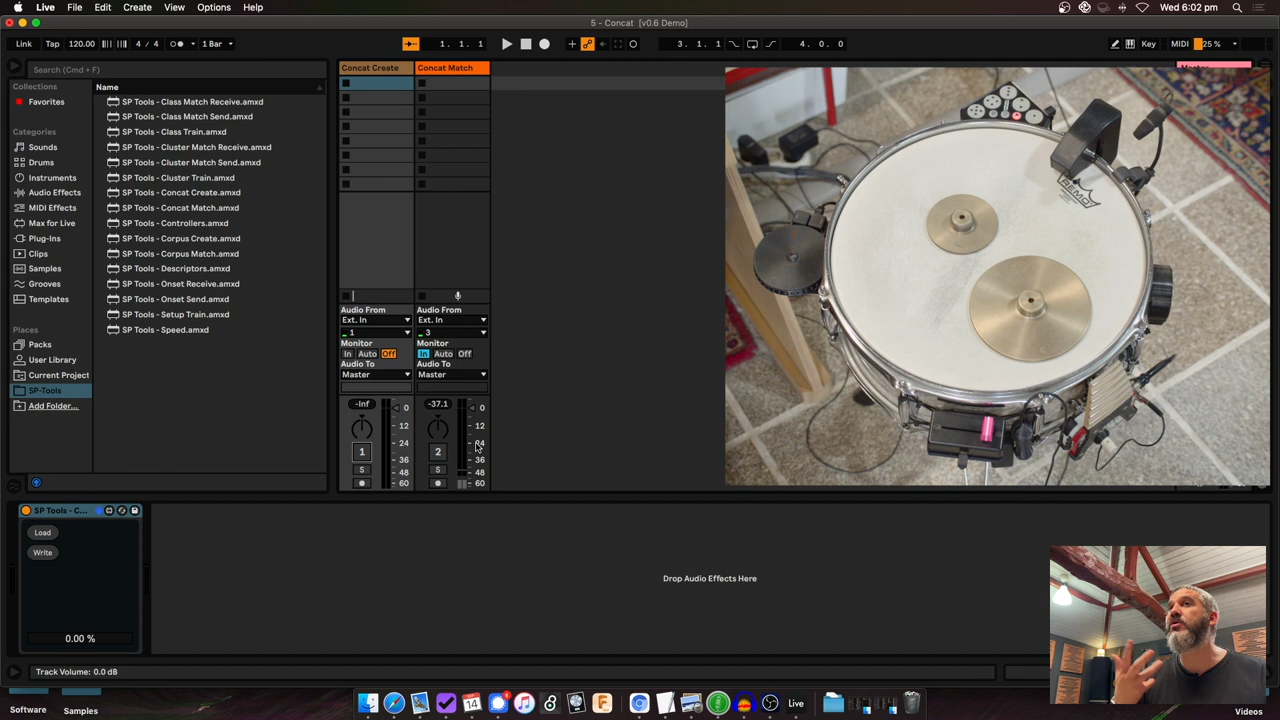 Live File Edit Create View Options Help
Wed 6:02 pm
5 - Concat [v0.6 Demo]
Link Tap 120.00 4 / 4 1 Bar
1. 1. 1
3. 1. 1
4. 0. 0
Key MIDI 25 %
Search (Cmd + F)
Collections
Favorites
Categories
Sounds
Drums
Instruments
Audio Effects
MIDI Effects
Max for Live
Plug-Ins
Clips
Samples
Grooves
Templates
Places
Packs
User Library
Current Project
SP-Tools
Add Folder...
Name
SP Tools - Class Match Receive.amxd
SP Tools - Class Match Send.amxd
SP Tools - Class Train.amxd
SP Tools - Cluster Match Receive.amxd
SP Tools - Cluster Match Send.amxd
SP Tools - Cluster Train.amxd
SP Tools - Concat Create.amxd
SP Tools - Concat Match.amxd
SP Tools - Controllers.amxd
SP Tools - Corpus Create.amxd
SP Tools - Corpus Match.amxd
SP Tools - Descriptors.amxd
SP Tools - Onset Receive.amxd
SP Tools - Onset Send.amxd
SP Tools - Setup Train.amxd
SP Tools - Speed.amxd
Concat Create Concat Match
Audio From Audio From
Ext. In Ext. In
1 3
Monitor Monitor
In Auto Off In Auto Off
Audio To Audio To
Master Master
-Inf 0 -37.1 0
12 12
24 24
1 36 2 36
S 48 S 48
60 60
REMO
SP Tools - C...
Load
Write
0.00 %
Drop Audio Effects Here
Track Volume: 0.0 dB
14
Live
Software
Samples
Videos